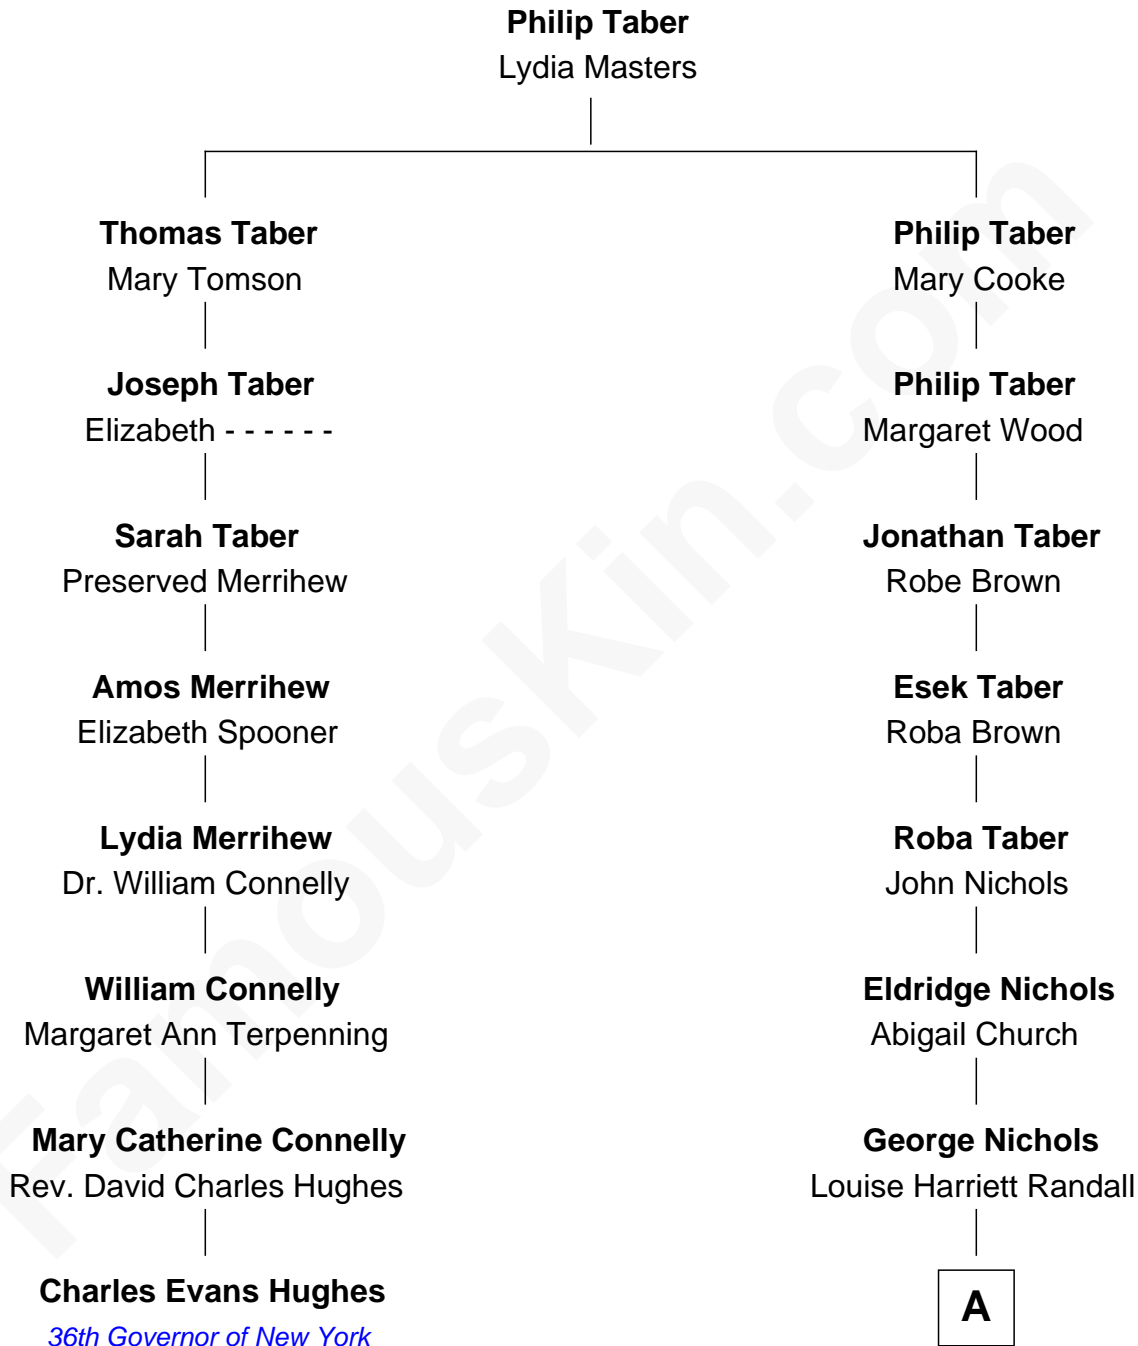 Philip Taber
Lydia Masters
Thomas Taber
Mary Tomson
Philip Taber
Mary Cooke
Joseph Taber
Elizabeth - - - - - -
Philip Taber
Margaret Wood
Sarah Taber
Preserved Merrihew
Jonathan Taber
Robe Brown
Amos Merrihew
Elizabeth Spooner
Esek Taber
Roba Brown
Lydia Merrihew
Dr. William Connelly
Roba Taber
John Nichols
William Connelly
Margaret Ann Terpenning
Eldridge Nichols
Abigail Church
Mary Catherine Connelly
Rev. David Charles Hughes
George Nichols
Louise Harriett Randall
Charles Evans Hughes
36th Governor of New York
A
FamousKin.com